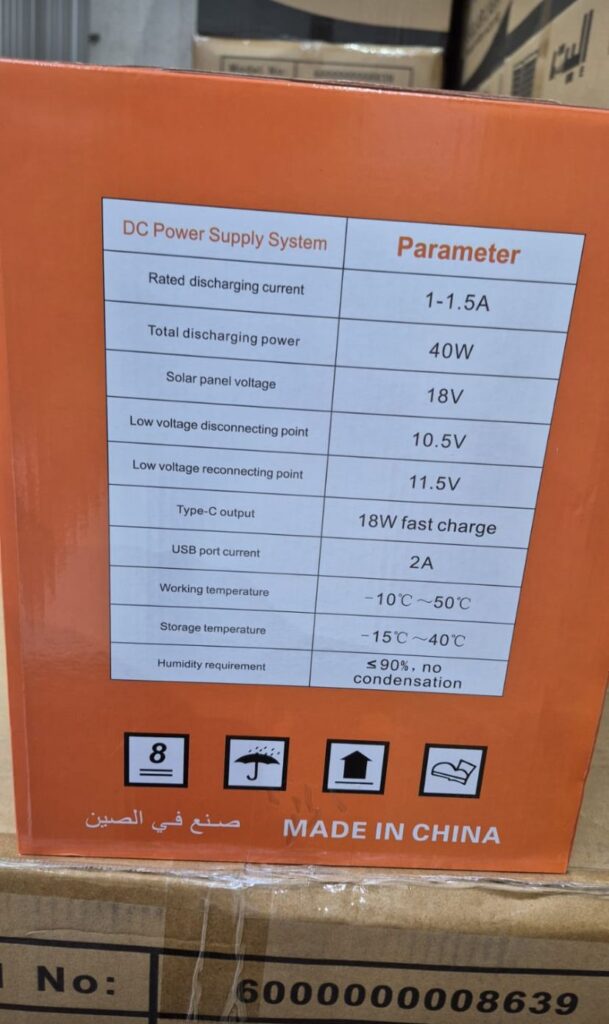 Model No: 6000000008639
DC Power Supply System Parameter
Rated discharging current 1-1.5A
Total discharging power 40W
Solar panel voltage 18V
Low voltage disconnecting point 10.5V
Low voltage reconnecting point 11.5V
Type-C output 18W fast charge
USB port current 2A
Working temperature -10℃~50℃
Storage temperature -15℃~40℃
Humidity requirement ≤90%, no
condensation
8
صنع في الصين MADE IN CHINA
No: 6000000008639